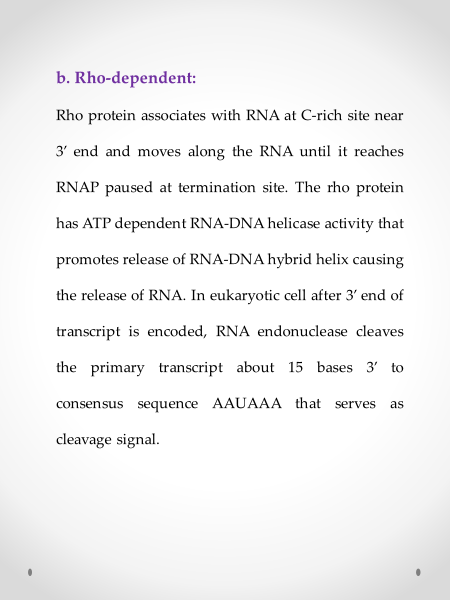 b. Rho-dependent:
Rho protein associates with RNA at C-rich site near
3’ end and moves along the RNA until it reaches
RNAP paused at termination site. The rho protein
has ATP dependent RNA-DNA helicase activity that
promotes release of RNA-DNA hybrid helix causing
the release of RNA. In eukaryotic cell after 3’ end of
transcript is encoded, RNA endonuclease cleaves
the primary transcript about 15 bases 3’ to
consensus sequence AAUAAA that serves as
cleavage signal.